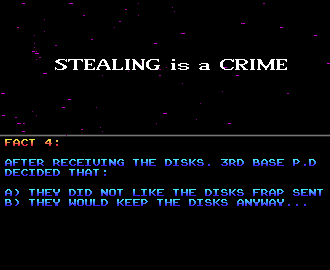 STEALING is a CRIME
FACT 4:
AFTER RECEIVING THE DISKS. 3RD BASE P.D
DECIDED THAT:
A) THEY DID NOT LIKE THE DISKS FRAP SENT
B) THEY WOULD KEEP THE DISKS ANYWAY...